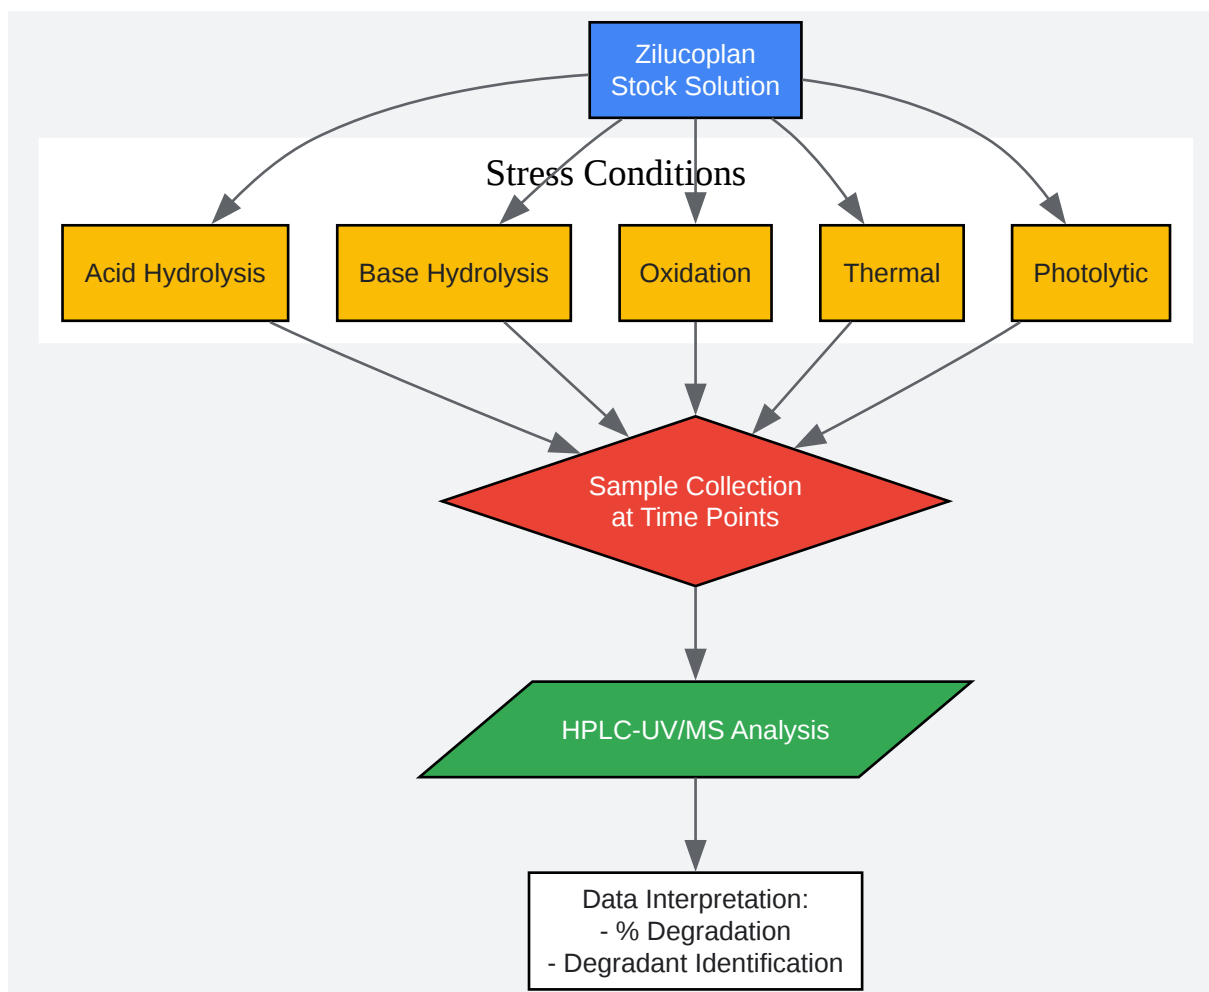 Zilucoplan
Stock Solution
Stress Conditions
Acid Hydrolysis
Base Hydrolysis
Oxidation
Thermal
Photolytic
Sample Collection
at Time Points
HPLC-UV/MS Analysis
Data Interpretation:
- % Degradation
- Degradant Identification